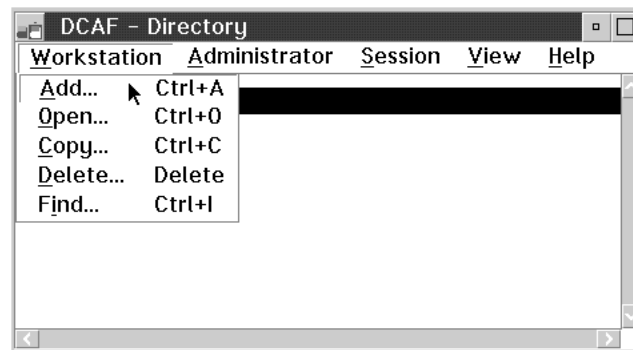 DCAF - Directory
Workstation Administrator Session View Help
Add... Ctrl+A
Open... Ctrl+O
Copy... Ctrl+C
Delete... Delete
Find... Ctrl+I